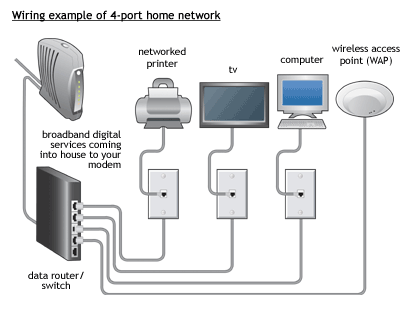 Wiring example of 4-port home network
networked
printer
tv
computer
wireless access
point (WAP)
broadband digital
services coming
into house to your
modem
data router/
switch